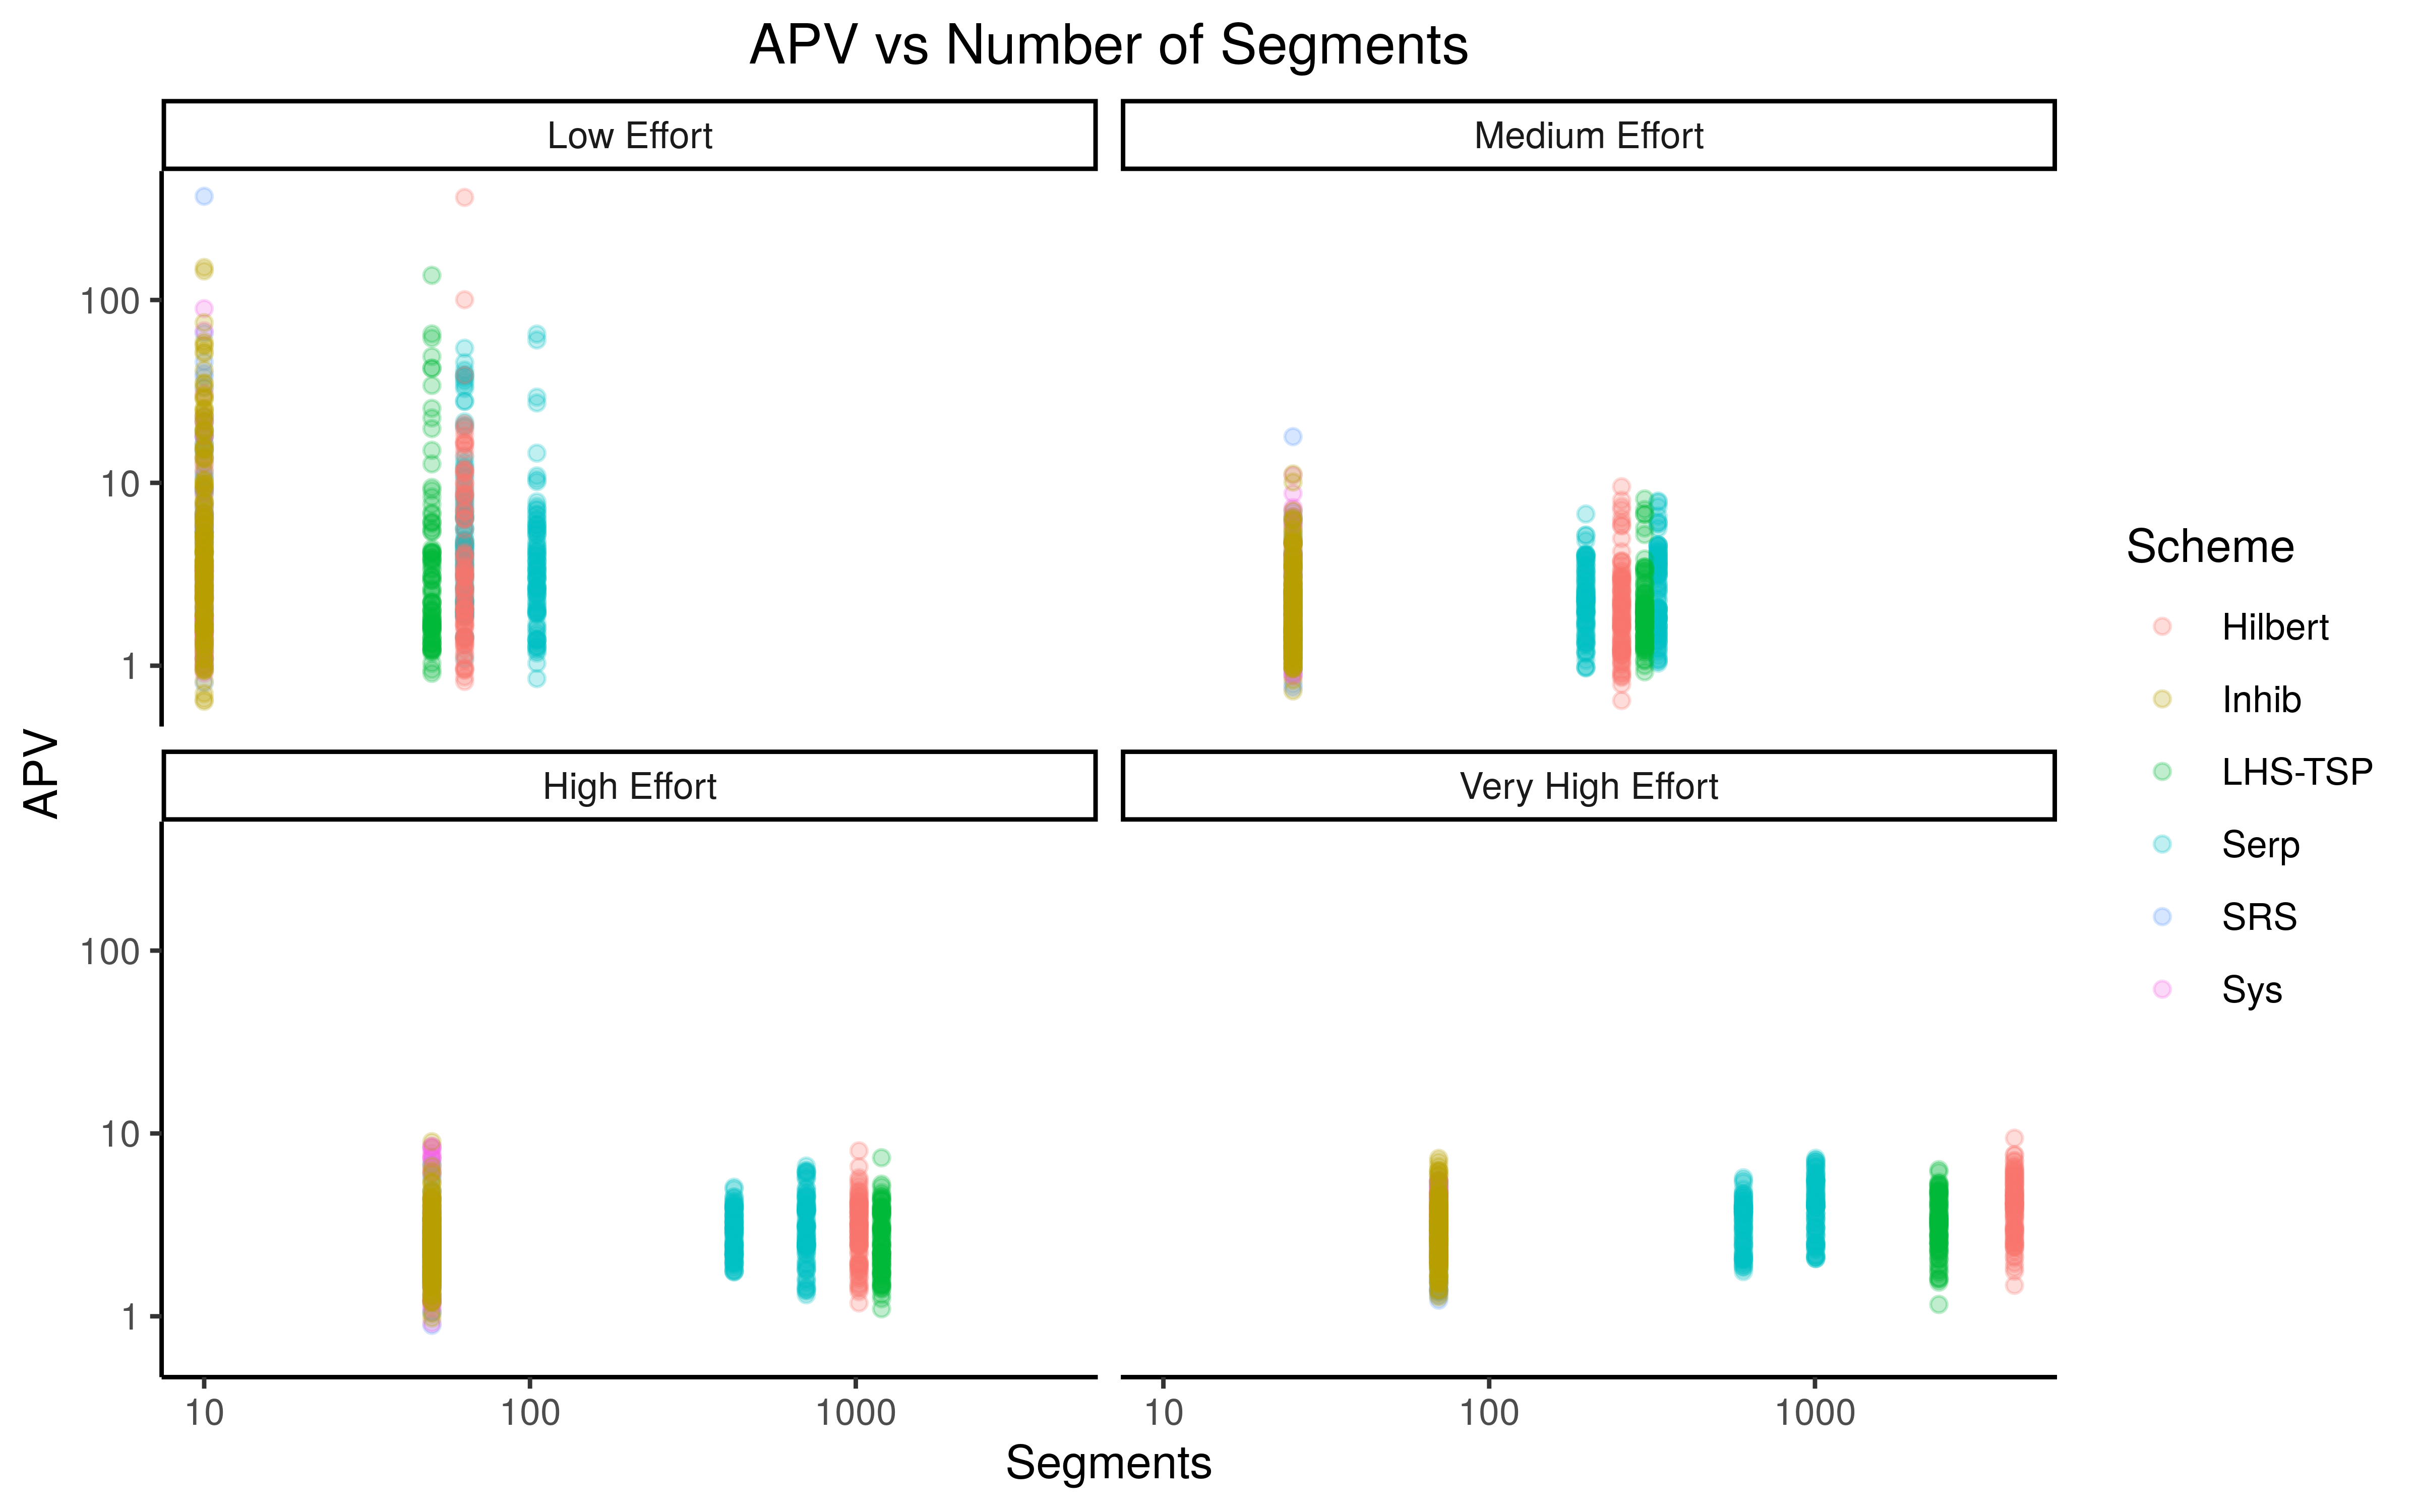 APV vs Number of Segments
Low Effort
Medium Effort
100
10
1
High Effort
Very High Effort
100
10
1
10
100
1000
10
100
1000
Segments
APV
Scheme
Hilbert
Inhib
LHS-TSP
Serp
SRS
Sys